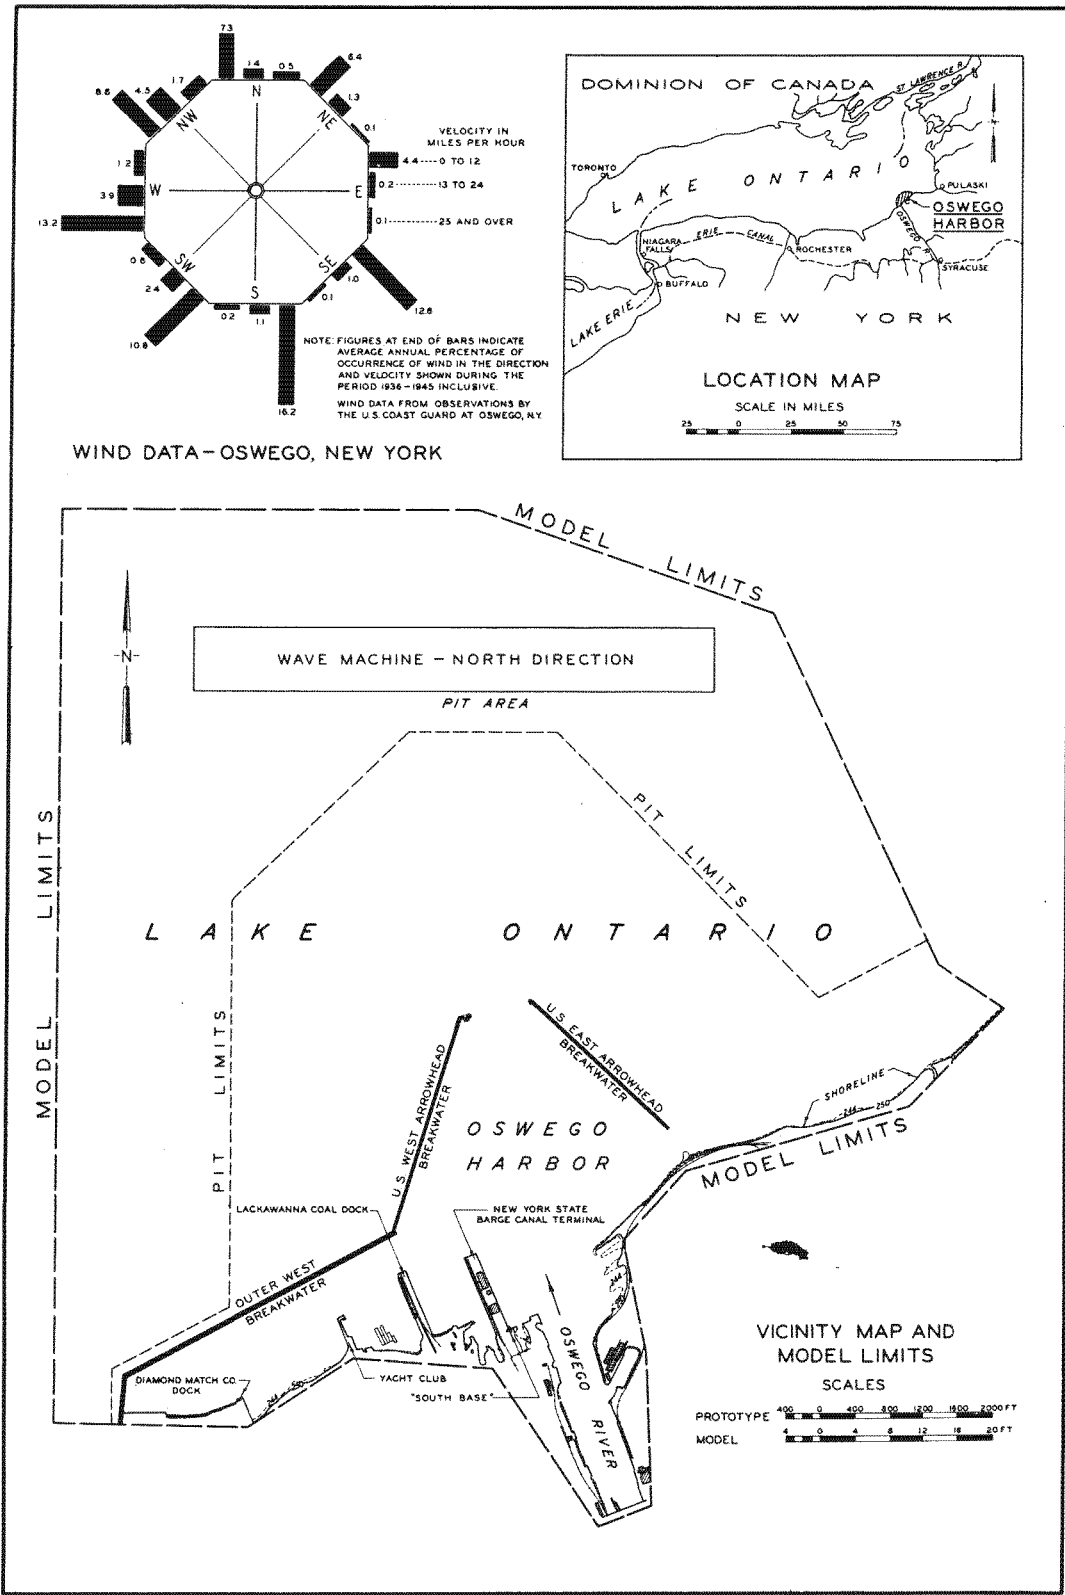 7.3
1.4
0.5
6.4
1.3
0.1
8.6
4.5
1.7
N
NE
NW
VELOCITY IN
MILES PER HOUR
4.4 0 TO 12
0.2 13 TO 24
0.1 25 AND OVER
1.2
W
E
3.9
13.2
0.8
2.4
10.8
SW
S
SE
0.2
1.1
16.2
0.1
1.0
12.8
NOTE: FIGURES AT END OF BARS INDICATE
AVERAGE ANNUAL PERCENTAGE OF
OCCURRENCE OF WIND IN THE DIRECTION
AND VELOCITY SHOWN DURING THE
PERIOD 1936-1945 INCLUSIVE.
WIND DATA FROM OBSERVATIONS BY
THE U.S. COAST GUARD AT OSWEGO, N.Y.
WIND DATA-OSWEGO, NEW YORK
DOMINION OF CANADA
ST LAWRENCE R
TORONTO
LAKE ONTARIO
PULASKI
OSWEGO
HARBOR
OSWEGO R
NIAGARA
FALLS
ERIE CANAL
ROCHESTER
SYRACUSE
BUFFALO
LAKE ERIE
NEW YORK
LOCATION MAP
SCALE IN MILES
25 0 25 50 75
MODEL LIMITS
-N-
WAVE MACHINE - NORTH DIRECTION
PIT AREA
PIT LIMITS
MODEL LIMITS
LAKE ONTARIO
PIT LIMITS
U.S. WEST ARROWHEAD
BREAKWATER
U.S. EAST ARROWHEAD
BREAKWATER
OSWEGO
HARBOR
SHORELINE
244
250
MODEL LIMITS
LACKAWANNA COAL DOCK
NEW YORK STATE
BARGE CANAL TERMINAL
OUTER WEST
BREAKWATER
244
DIAMOND MATCH CO.
DOCK
244
YACHT CLUB
"SOUTH BASE"
OSWEGO
RIVER
VICINITY MAP AND
MODEL LIMITS
SCALES
PROTOTYPE 400 0 400 800 1200 1600 2000 FT
MODEL 4 0 4 8 12 16 20 FT